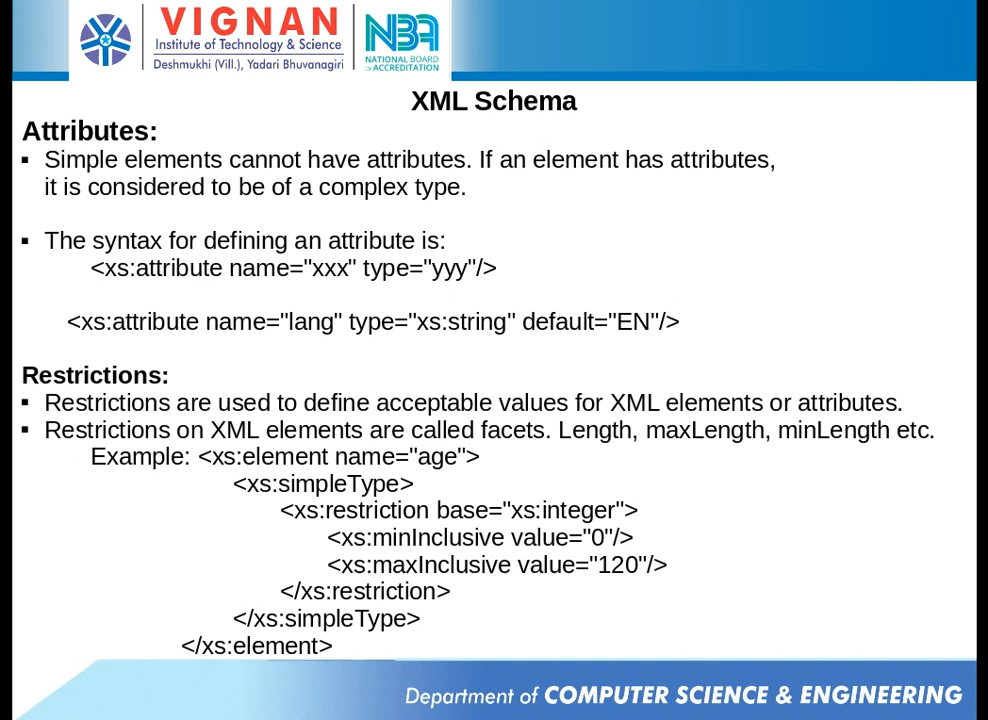 VIGNAN
Institute of Technology & Science
Deshmukhi (Vill.), Yadari Bhuvanagiri
NBA
NATIONAL BOARD
OF ACCREDITATION
XML Schema
Attributes:
▪ Simple elements cannot have attributes. If an element has attributes,
it is considered to be of a complex type.
▪ The syntax for defining an attribute is:
<xs:attribute name="xxx" type="yyy"/>
<xs:attribute name="lang" type="xs:string" default="EN"/>
Restrictions:
▪ Restrictions are used to define acceptable values for XML elements or attributes.
▪ Restrictions on XML elements are called facets. Length, maxLength, minLength etc.
Example: <xs:element name="age">
<xs:simpleType>
<xs:restriction base="xs:integer">
<xs:minInclusive value="0"/>
<xs:maxInclusive value="120"/>
</xs:restriction>
</xs:simpleType>
</xs:element>
Department of COMPUTER SCIENCE & ENGINEERING